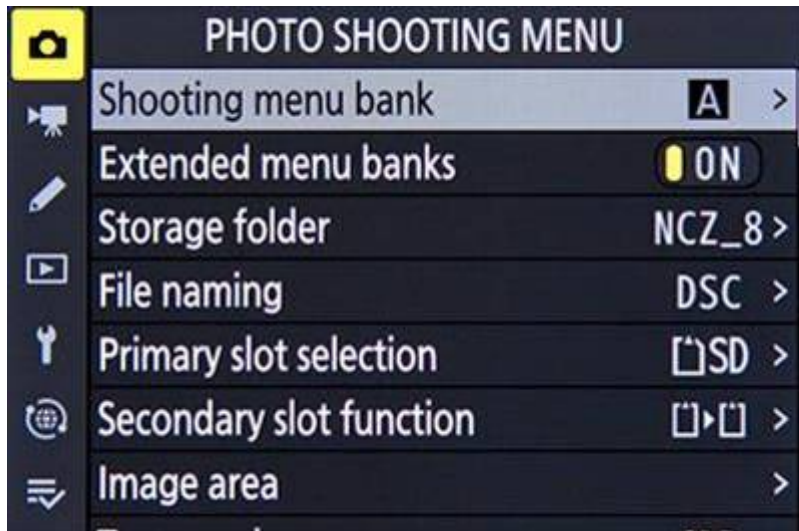 PHOTO SHOOTING MENU
Shooting menu bank A >
Extended menu banks ON
Storage folder NCZ_8 >
File naming DSC >
Primary slot selection SD >
Secondary slot function >
Image area >